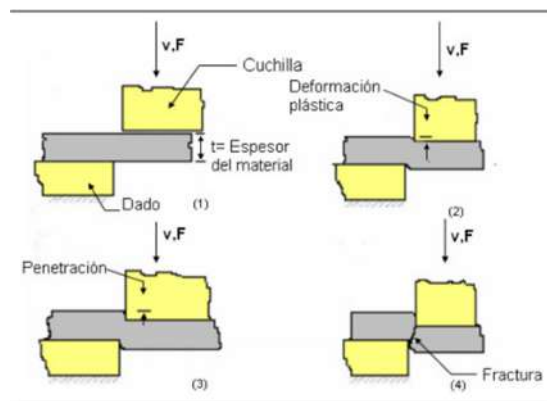 v,F
Cuchilla
t= Espesor
del material
Dado
(1)
v,F
Deformación
plástica
(2)
v,F
Penetración
(3)
v,F
Fractura
(4)